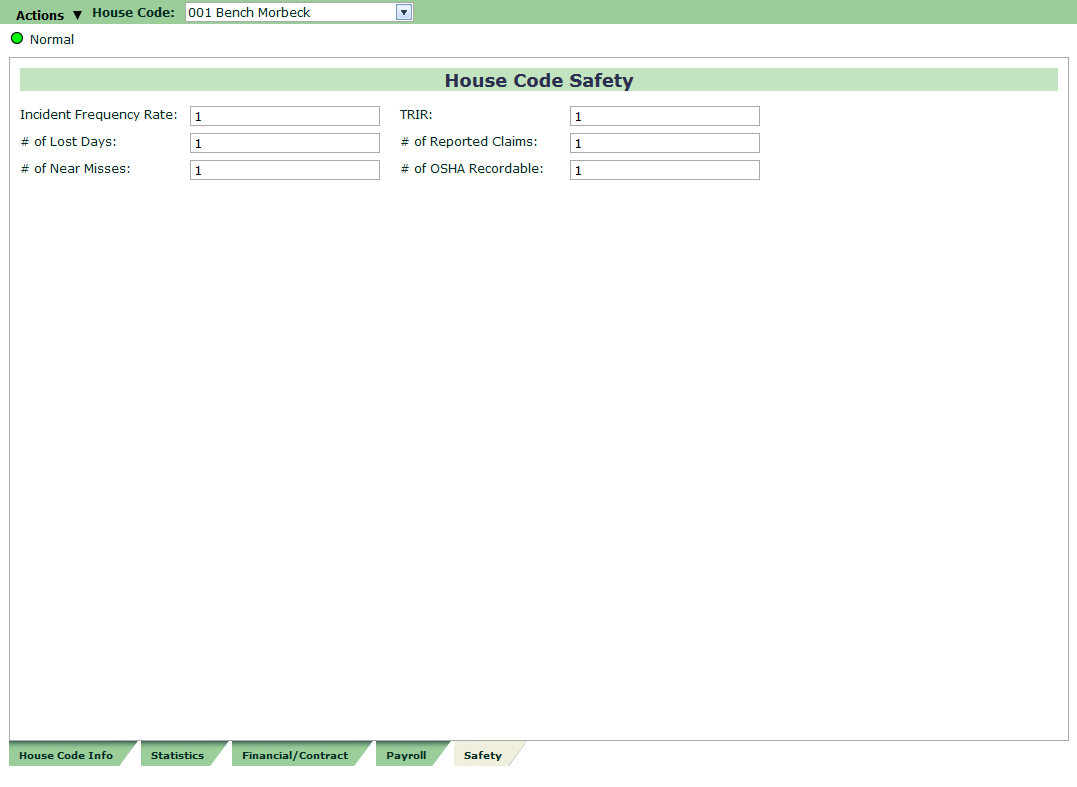 Actions ▼ House Code: 001 Bench Morbeck
Normal
House Code Safety
Incident Frequency Rate: 1 TRIR: 1
# of Lost Days: 1 # of Reported Claims: 1
# of Near Misses: 1 # of OSHA Recordable: 1
House Code Info Statistics Financial/Contract Payroll Safety